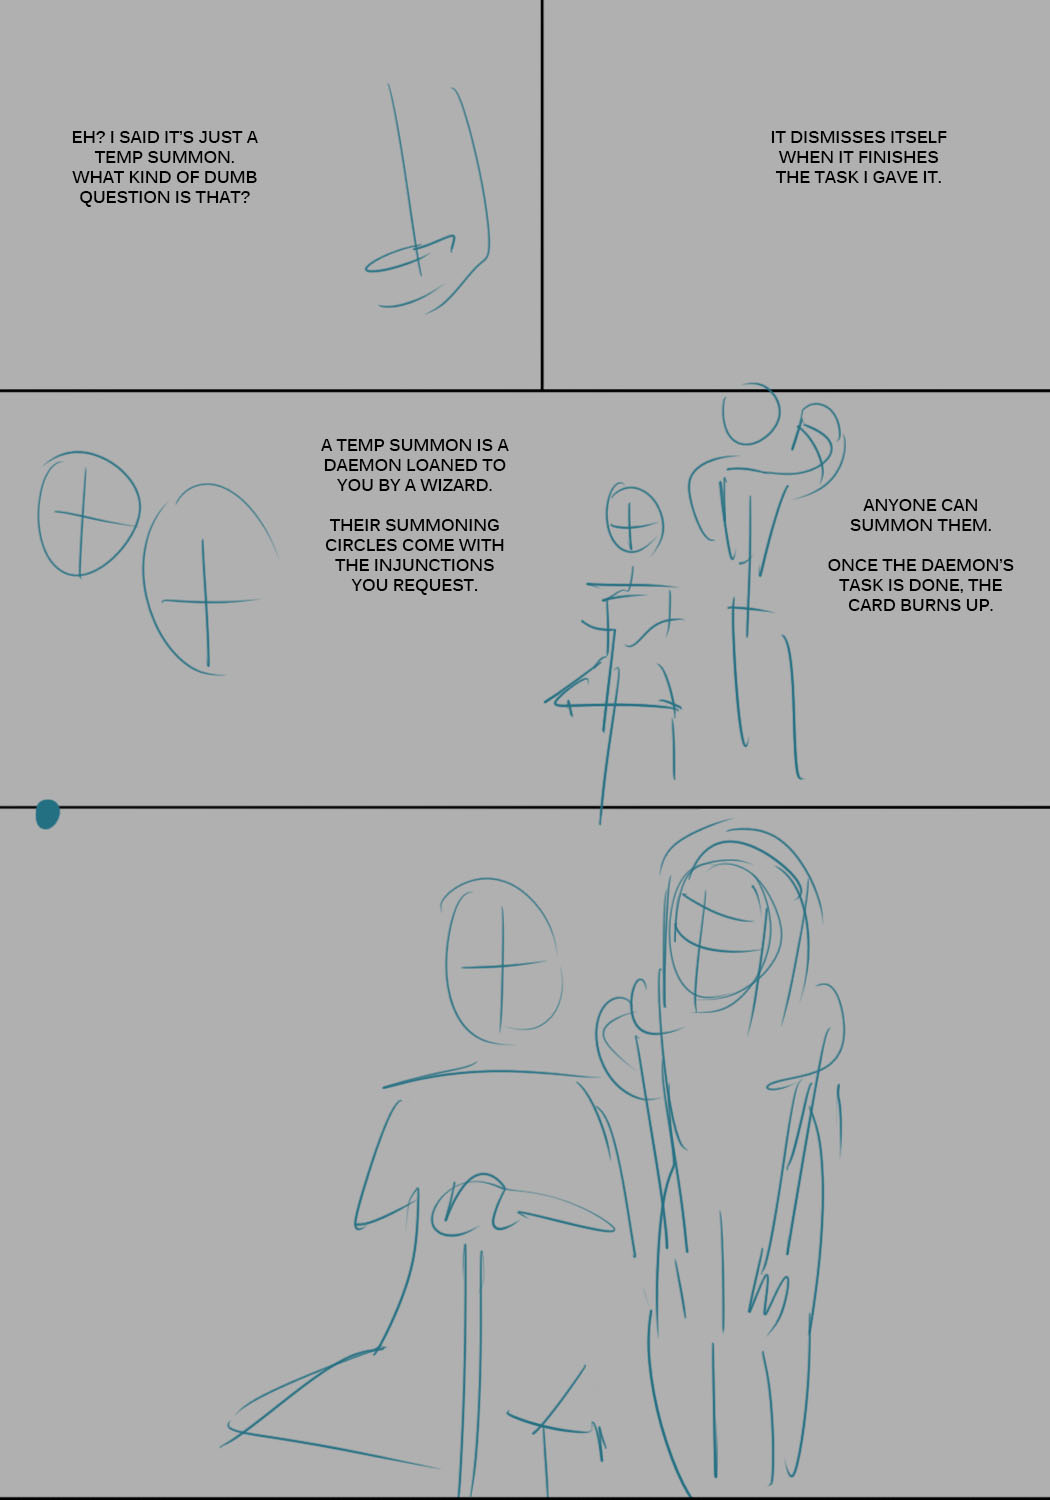 EH? I SAID IT'S JUST A
TEMP SUMMON.
WHAT KIND OF DUMB
QUESTION IS THAT?
IT DISMISSES ITSELF
WHEN IT FINISHES
THE TASK I GAVE IT.
A TEMP SUMMON IS A
DAEMON LOANED TO
YOU BY A WIZARD.
THEIR SUMMONING
CIRCLES COME WITH
THE INJUNCTIONS
YOU REQUEST.
ANYONE CAN
SUMMON THEM.
ONCE THE DAEMON'S
TASK IS DONE, THE
CARD BURNS UP.